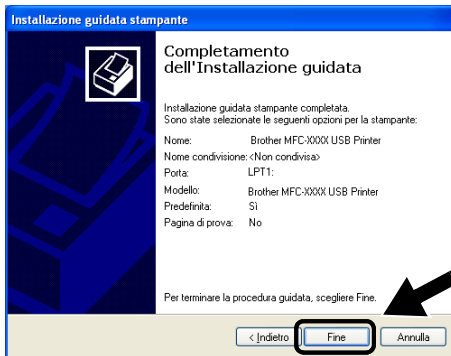 Installazione guidata stampante
Completamento
dell'Installazione guidata
Installazione guidata stampante completata.
Sono state selezionate le seguenti opzioni per la stampante:
Nome: Brother MFC-XXXX USB Printer
Nome condivisione: <Non condivisa>
Porta: LPT1:
Modello: Brother MFC-XXXX USB Printer
Predefinita: Sì
Pagina di prova: No
Per terminare la procedura guidata, scegliere Fine.
< Indietro Fine Annulla